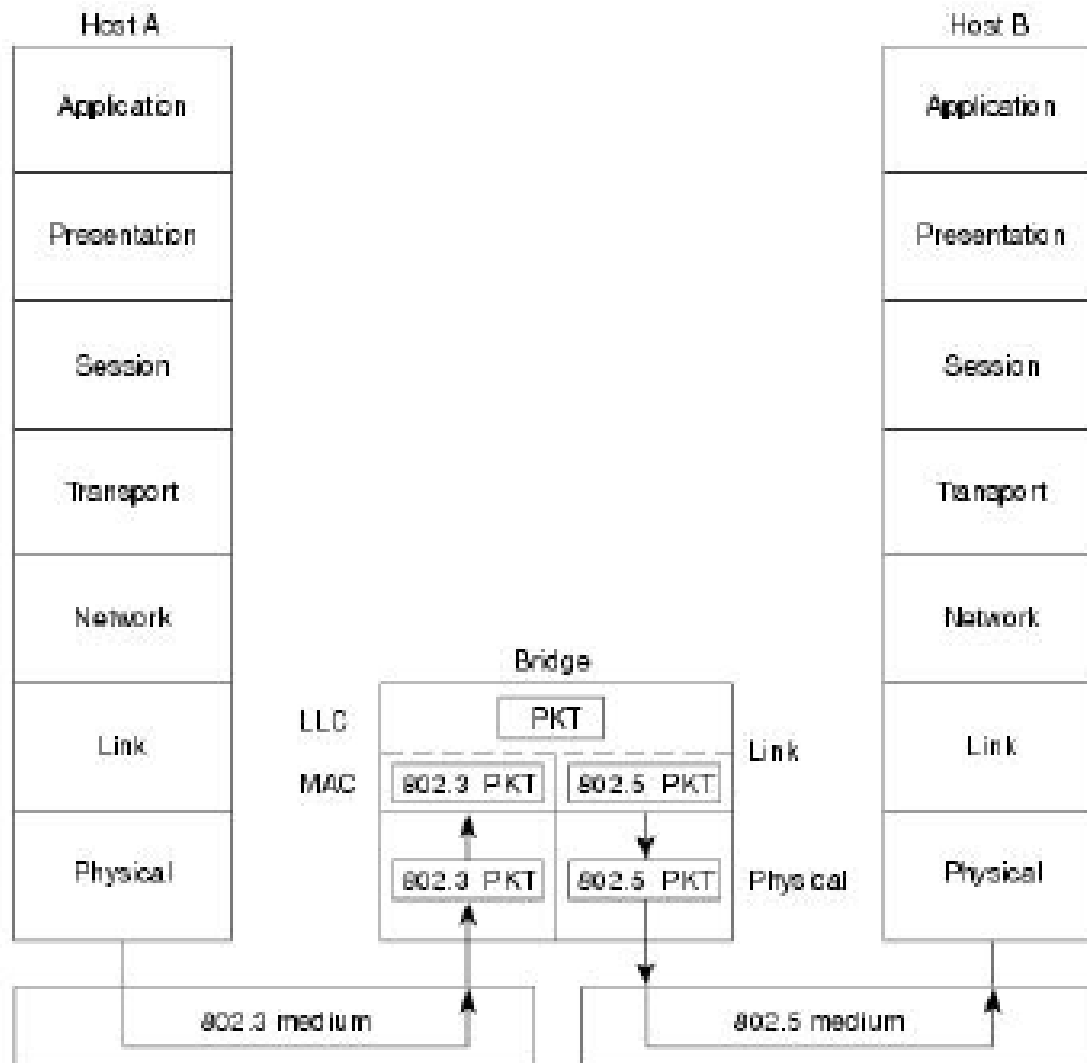 Host A
Application
Presentation
Session
Transport
Network
Link
Physical
Bridge
LLC
PKT
MAC
802.3 PKT
802.5 PKT
Link
802.3 PKT
802.5 PKT
Physical
Host B
Application
Presentation
Session
Transport
Network
Link
Physical
802.3 medium
802.5 medium